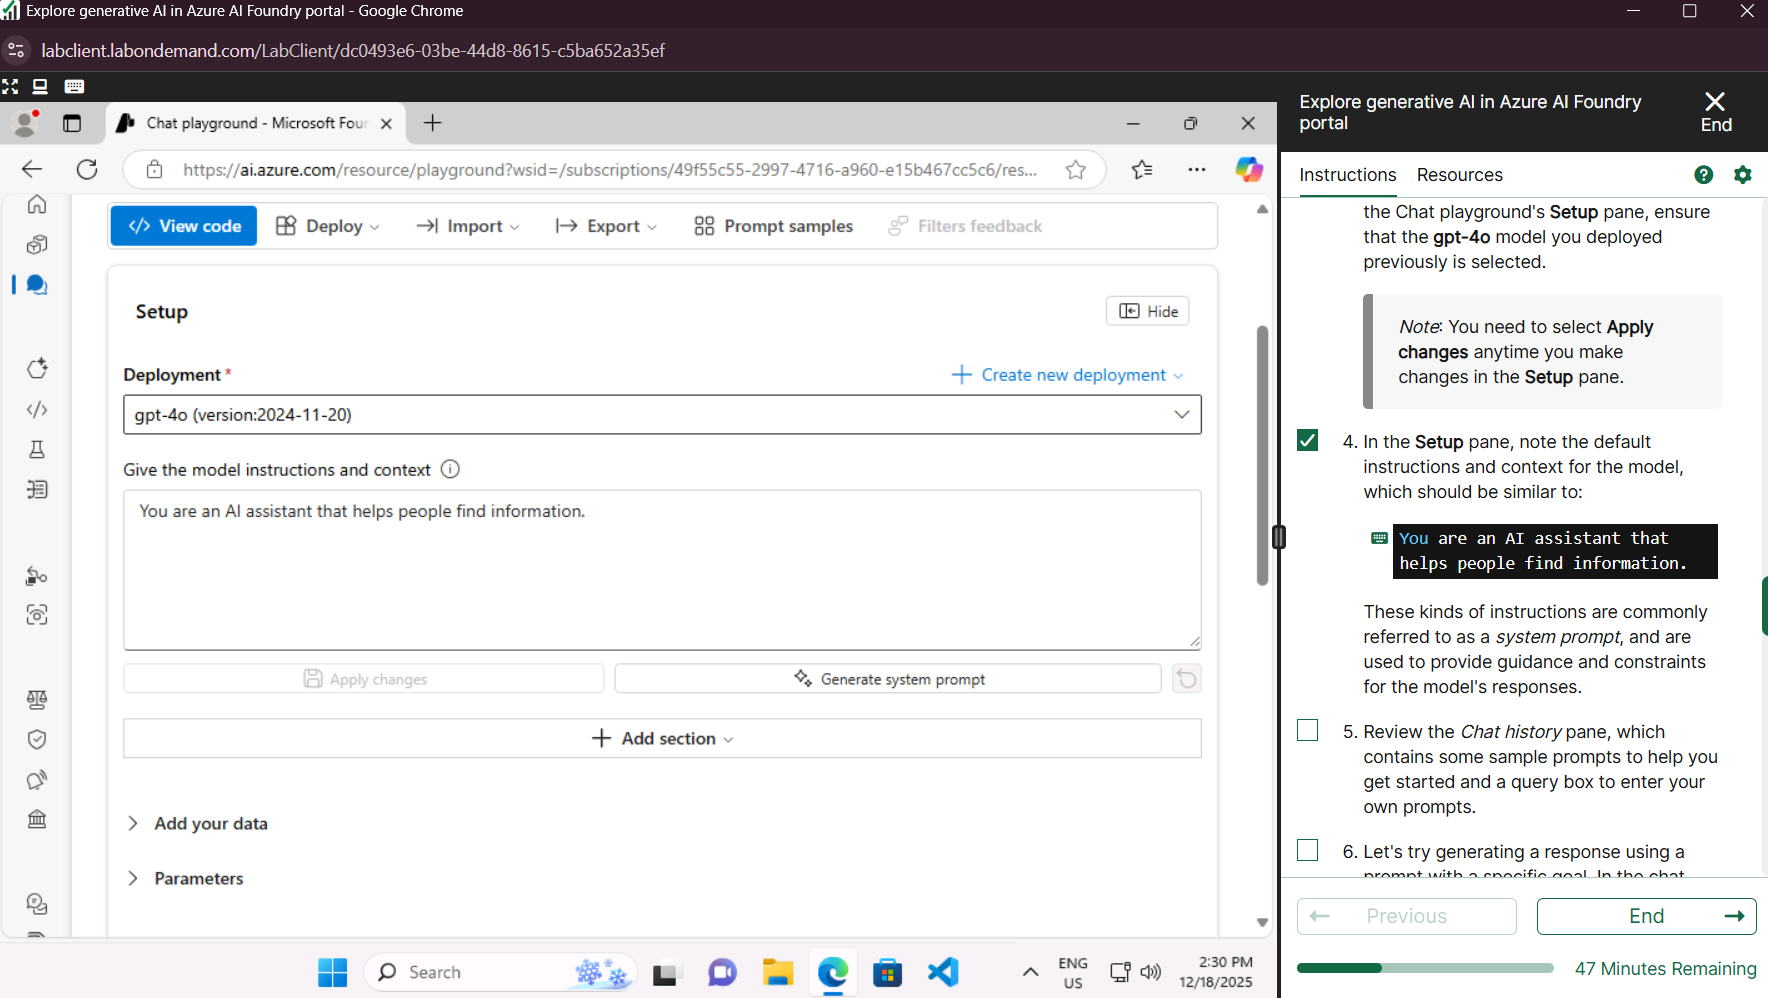 Explore generative AI in Azure AI Foundry portal - Google Chrome
labclient.labondemand.com/LabClient/dc0493e6-03be-44d8-8615-c5ba652a35ef
Chat playground - Microsoft Foun
https://ai.azure.com/resource/playground?wsid=/subscriptions/49f55c55-2997-4716-a960-e15b467cc5c6/res...
</> View code
Deploy
Import
Export
Prompt samples
Filters feedback
Setup
Hide
Deployment *
Create new deployment
gpt-4o (version:2024-11-20)
Give the model instructions and context
You are an AI assistant that helps people find information.
Apply changes
Generate system prompt
Add section
Add your data
Parameters
Search
ENG
US
2:30 PM
12/18/2025
Explore generative AI in Azure AI Foundry
portal
End
Instructions
Resources
the Chat playground's Setup pane, ensure
that the gpt-4o model you deployed
previously is selected.
Note: You need to select Apply
changes anytime you make
changes in the Setup pane.
4. In the Setup pane, note the default
instructions and context for the model,
which should be similar to:
You are an AI assistant that
helps people find information.
These kinds of instructions are commonly
referred to as a system prompt, and are
used to provide guidance and constraints
for the model's responses.
5. Review the Chat history pane, which
contains some sample prompts to help you
get started and a query box to enter your
own prompts.
6. Let's try generating a response using a
prompt with a specific goal. In the chat
Previous
End
47 Minutes Remaining